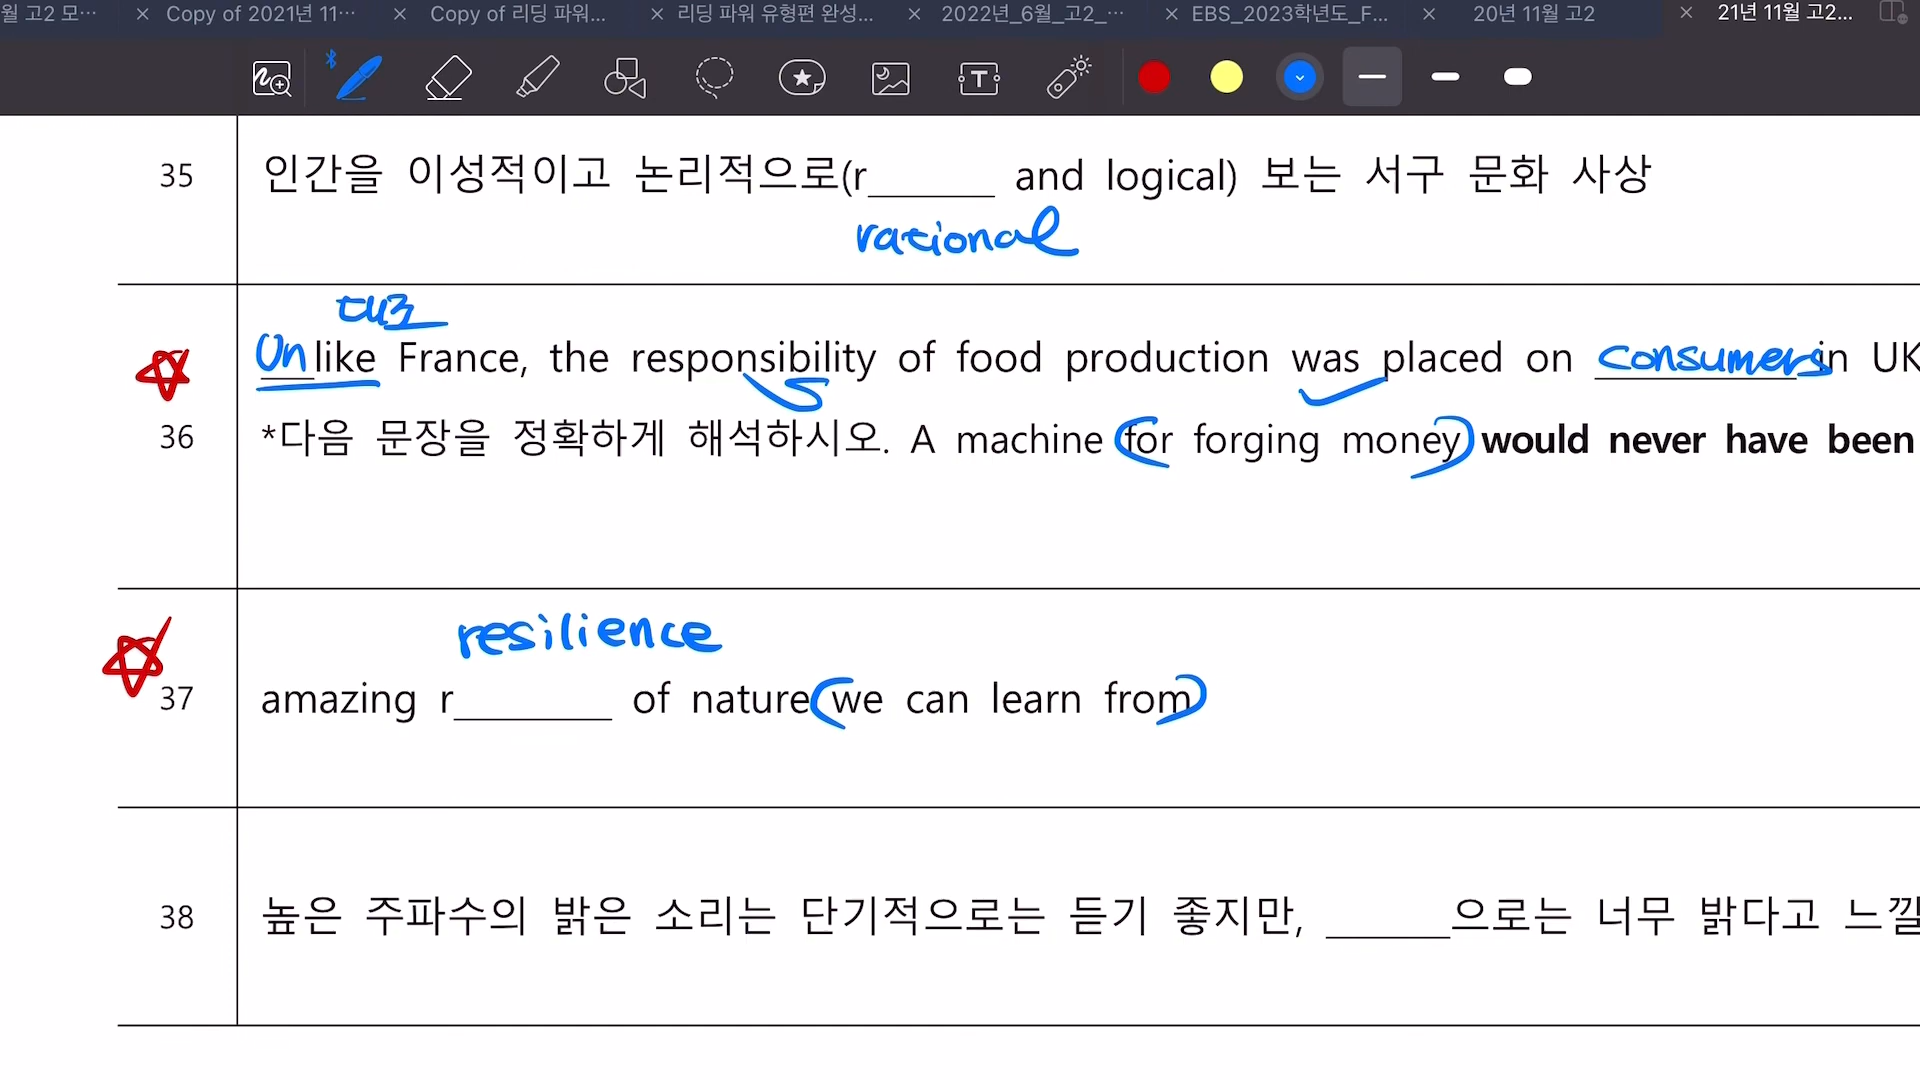 월 고2 모… × Copy of 2021년 11… × Copy of 리딩 파워... × 리딩 파워 유형편 완성... × 2022년_6월_고2_… × EBS_2023학년도_F... × 20년 11월 고2 × 21년 11월 고2...
35 인간을 이성적이고 논리적으로(r______ and logical) 보는 서구 문화 사상
rational
대조
Unlike France, the responsibility of food production was placed on consumers in UK
36 *다음 문장을 정확하게 해석하시오. A machine (for forging money) would never have been
resilience
37 amazing r________ of nature (we can learn from)
38 높은 주파수의 밝은 소리는 단기적으로는 듣기 좋지만, ______으로는 너무 밝다고 느낄